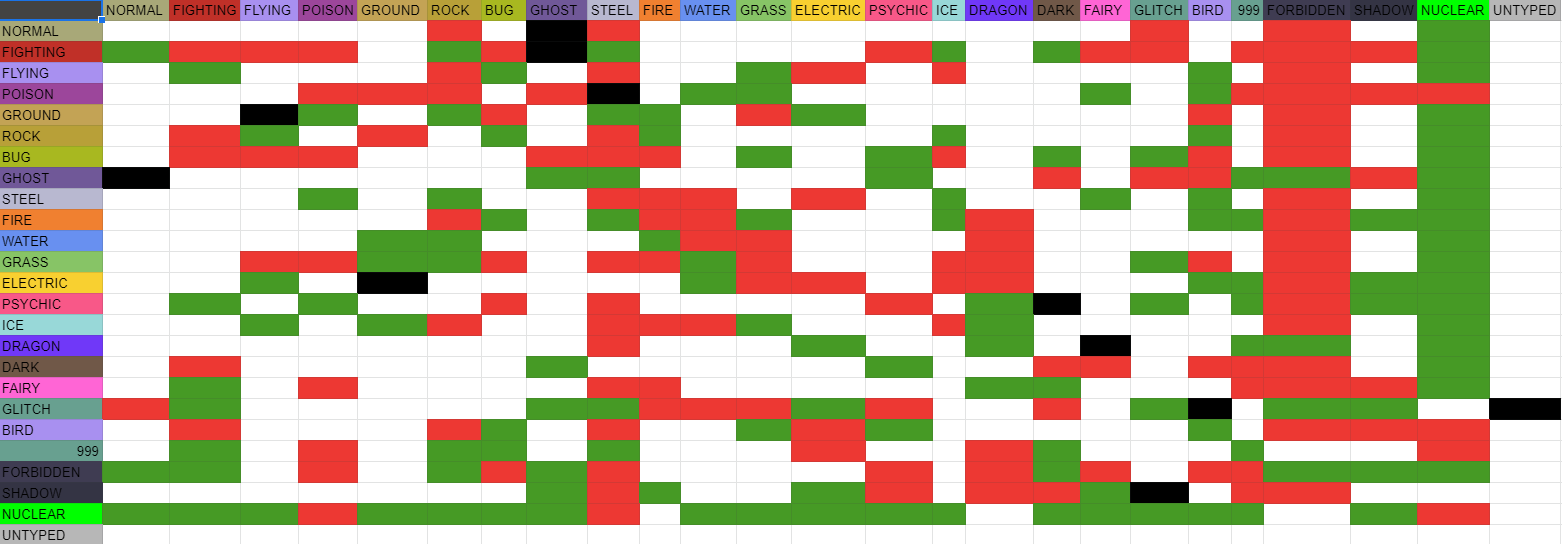 NORMAL FIGHTING FLYING POISON GROUND ROCK BUG GHOST STEEL FIRE WATER GRASS ELECTRIC PSYCHIC ICE DRAGON DARK FAIRY GLITCH BIRD 999 FORBIDDEN SHADOW NUCLEAR UNTYPED
NORMAL
FIGHTING
FLYING
POISON
GROUND
ROCK
BUG
GHOST
STEEL
FIRE
WATER
GRASS
ELECTRIC
PSYCHIC
ICE
DRAGON
DARK
FAIRY
GLITCH
BIRD
999
FORBIDDEN
SHADOW
NUCLEAR
UNTYPED